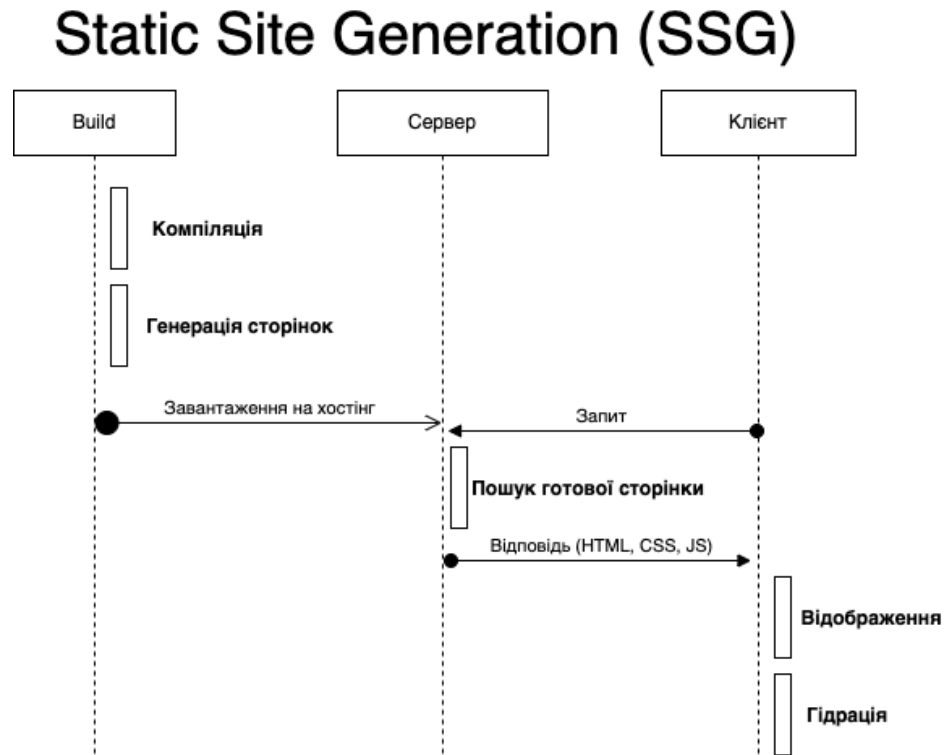 Static Site Generation (SSG)
Build
Сервер
Клієнт
Компіляція
Генерація сторінок
Завантаження на хостінг
Запит
Пошук готової сторінки
Відповідь (HTML, CSS, JS)
Відображення
Гідрація